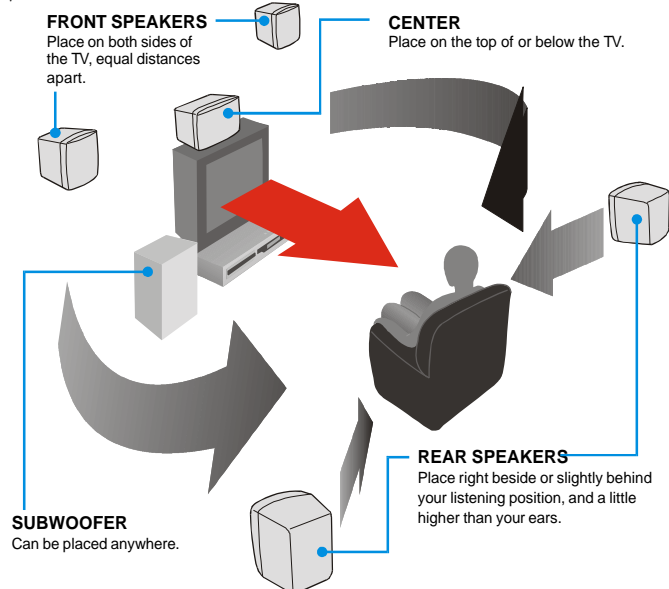 FRONT SPEAKERS
Place on both sides of
the TV, equal distances
apart.
CENTER
Place on the top of or below the TV.
REAR SPEAKERS
Place right beside or slightly behind
your listening position, and a little
higher than your ears.
SUBWOOFER
Can be placed anywhere.